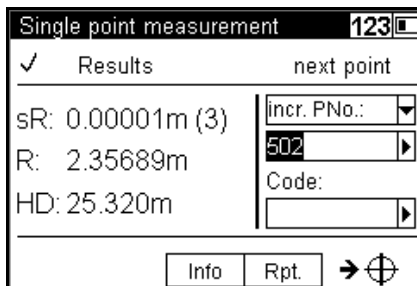 Single point measurement 123
Results next point
sR: 0.00001m (3)
R: 2.35689m
HD: 25.320m
incr. PNo.:
502
Code:
Info Rpt.